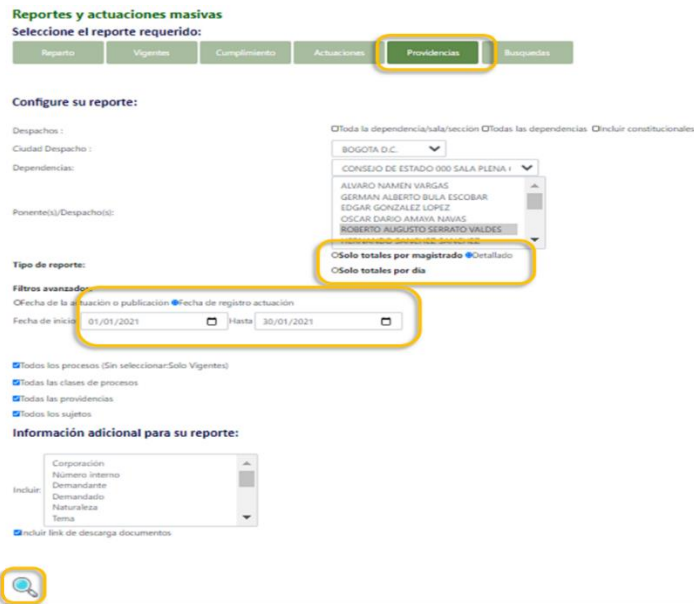 Reportes y actuaciones masivas
Seleccione el reporte requerido:
Reparto Vigentes Cumplimiento Actuaciones Providencias Busquedas
Configure su reporte:
Despachos : Toda la dependencia/sala/sección Todas las dependencias Incluir constitucionales
Ciudad Despacho : BOGOTA D.C.
Dependencias: CONSEJO DE ESTADO 000 SALA PLENA
ALVARO NAMEN VARGAS
GERMAN ALBERTO BULA ESCOBAR
EDGAR GONZALEZ LOPEZ
OSCAR DARIO AMAYA NAVAS
Ponente(s)/Despacho(s): ROBERTO AUGUSTO SERRATO VALDES
HERNANDO SANCHEZ SANCHEZ
Tipo de reporte: Solo totales por magistrado Detallado
Solo totales por día
Filtros avanzados:
Fecha de la actuación o publicación Fecha de registro actuación
Fecha de inicio 01/01/2021 Hasta 30/01/2021
Todos los procesos (Sin seleccionar:Solo Vigentes)
Todas las clases de procesos
Todas las providencias
Todos los sujetos
Información adicional para su reporte:
Corporación
Número interno
Demandante
Incluir: Demandado
Naturaleza
Tema
Incluir link de descarga documentos